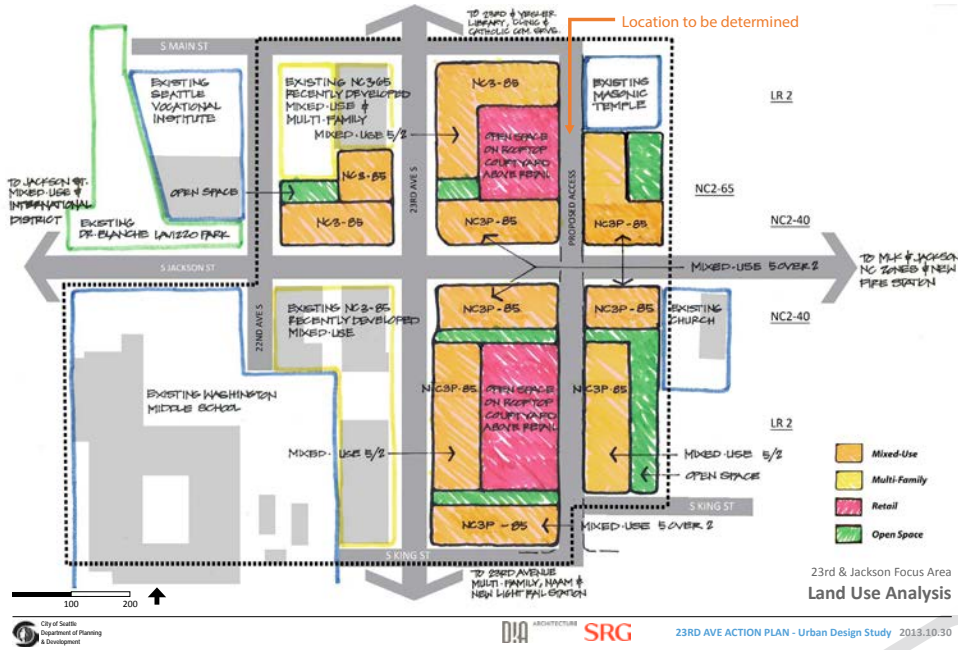 TO 23RD & YESLER
LIBRARY, CLINIC &
CATHOLIC COM. SRVS.
Location to be determined
S MAIN ST
EXISTING
SEATTLE
VOCATIONAL
INSTITUTE
EXISTING NC3-65
RECENTLY DEVELOPED
MIXED-USE &
MULTI-FAMILY
MIXED-USE 5/2
NC3-85
OPEN SPACE
ON ROOFTOP
COURTYARD
ABOVE RETAIL
EXISTING
MASONIC
TEMPLE
LR 2
TO JACKSON ST.
MIXED-USE &
INTERNATIONAL
DISTRICT
OPEN SPACE
NC3-85
NC3-85
23RD AVE S
NC3P-85
PROPOSED ACCESS
NC3P-85
NC2-65
NC2-40
EXISTING
DR. BLANCHE LAVIZZO PARK
S JACKSON ST
MIXED-USE 5 OVER 2
TO MLK & JACKSON
NC ZONES & NEW
FIRE STATION
22ND AVE S
EXISTING NC3-85
RECENTLY DEVELOPED
MIXED-USE
NC3P-85
NC3P-85
EXISTING
CHURCH
NC2-40
EXISTING WASHINGTON
MIDDLE SCHOOL
NC3P-85
OPEN SPACE
ON ROOFTOP
COURTYARD
ABOVE RETAIL
NC3P-85
LR 2
MIXED-USE 5/2
MIXED-USE 5/2
OPEN SPACE
Mixed-Use
Multi-Family
Retail
Open Space
S KING ST
NC3P-85
MIXED-USE 5 OVER 2
S KING ST
TO 23RD AVENUE
MULTI-FAMILY, NAAM &
NEW LIGHT RAIL STATION
100 200
23rd & Jackson Focus Area
Land Use Analysis
City of Seattle
Department of Planning
& Development
DIA ARCHITECTURE
SRG
23RD AVE ACTION PLAN - Urban Design Study 2013.10.30